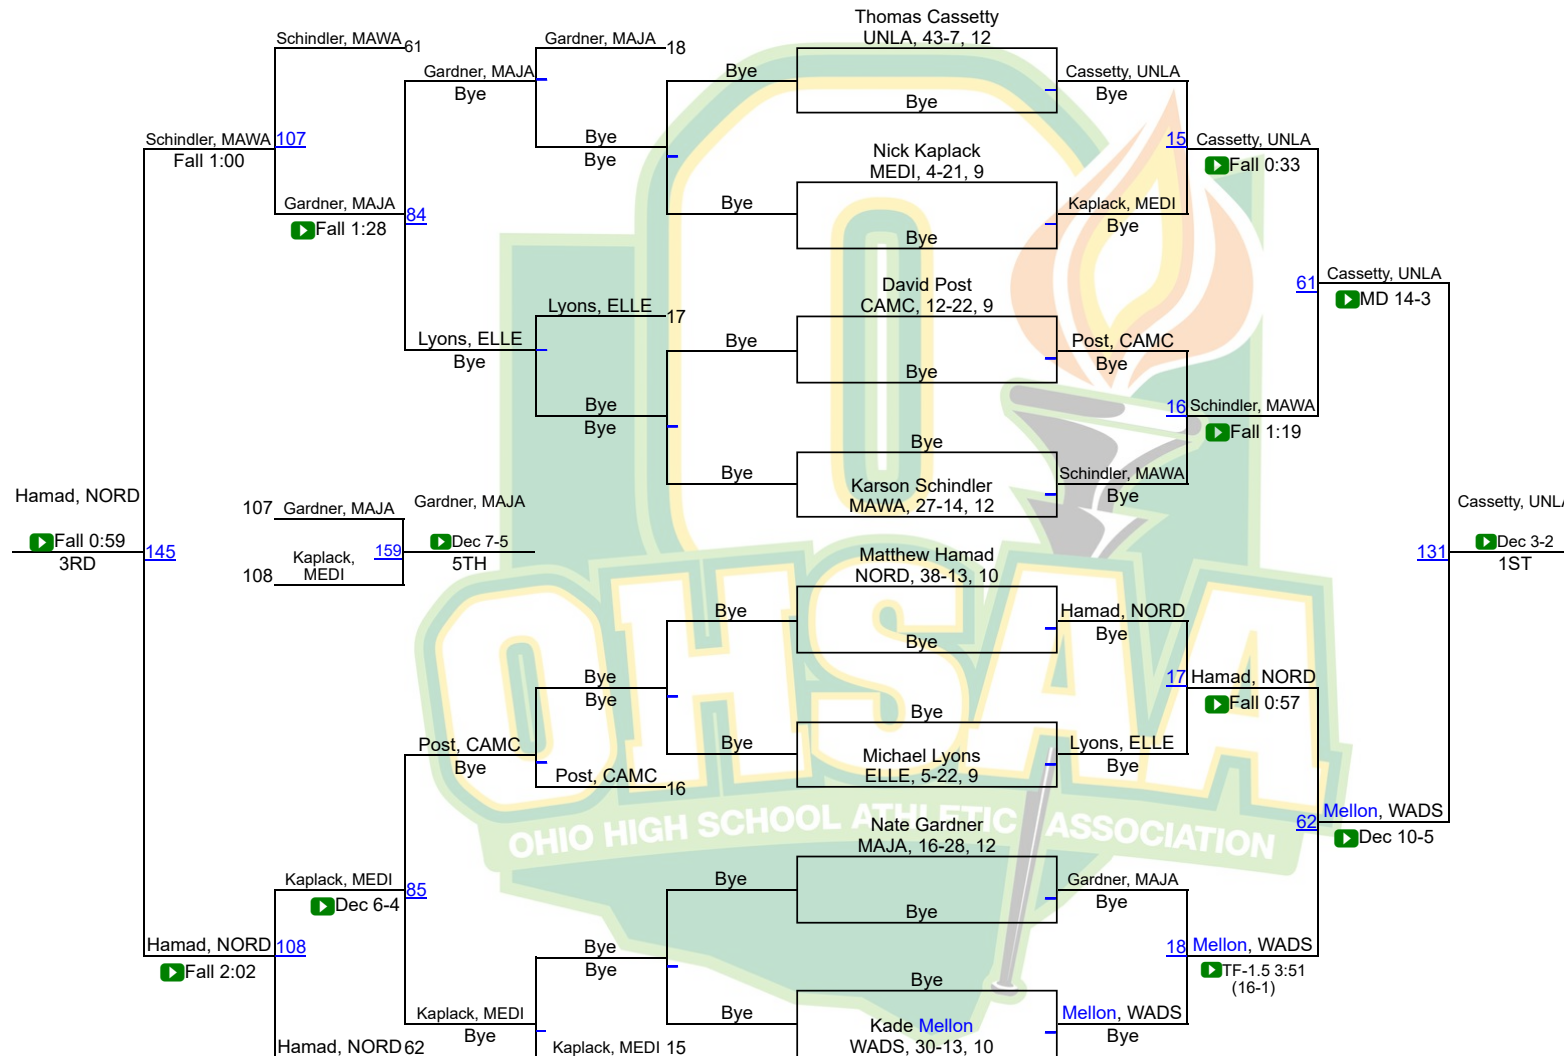 Thomas Cassetty
UNLA, 43-7, 12
Schindler, MAWA 61
Gardner, MAJA 18
Gardner, MAJA
Bye
Bye
Cassetty, UNLA
Bye
Bye
Schindler, MAWA
107
Fall 1:00
Bye
Bye
Nick Kaplack
MEDI, 4-21, 9
15
Cassetty, UNLA
Fall 0:33
Gardner, MAJA
84
Fall 1:28
Bye
Bye
Kaplack, MEDI
Bye
David Post
CAMC, 12-22, 9
61
Cassetty, UNLA
MD 14-3
Lyons, ELLE 17
Lyons, ELLE
Bye
Bye
Bye
Post, CAMC
Bye
Bye
Bye
16
Schindler, MAWA
Fall 1:19
Bye
Bye
Karson Schindler
MAWA, 27-14, 12
Schindler, MAWA
Bye
Hamad, NORD
Fall 0:59
3RD
145
107 Gardner, MAJA
108
Kaplack,
MEDI
159
Gardner, MAJA
Dec 7-5
5TH
Cassetty, UNLA
131
Dec 3-2
1ST
Matthew Hamad
NORD, 38-13, 10
Bye
Bye
Hamad, NORD
Bye
Bye
Bye
17
Hamad, NORD
Fall 0:57
Bye
Bye
Michael Lyons
ELLE, 5-22, 9
Lyons, ELLE
Bye
Post, CAMC
Bye
Post, CAMC 16
OHSAA
OHIO HIGH SCHOOL ATHLETIC ASSOCIATION
62
Mellon, WADS
Dec 10-5
Nate Gardner
MAJA, 16-28, 12
Kaplack, MEDI
85
Dec 6-4
Bye
Bye
Gardner, MAJA
Bye
Hamad, NORD
108
Fall 2:02
Bye
Bye
18
Mellon, WADS
TF-1.5 3:51
(16-1)
Bye
Bye
Kade Mellon
WADS, 30-13, 10
Mellon, WADS
Bye
Kaplack, MEDI
Bye
Hamad, NORD 62
Kaplack, MEDI 15